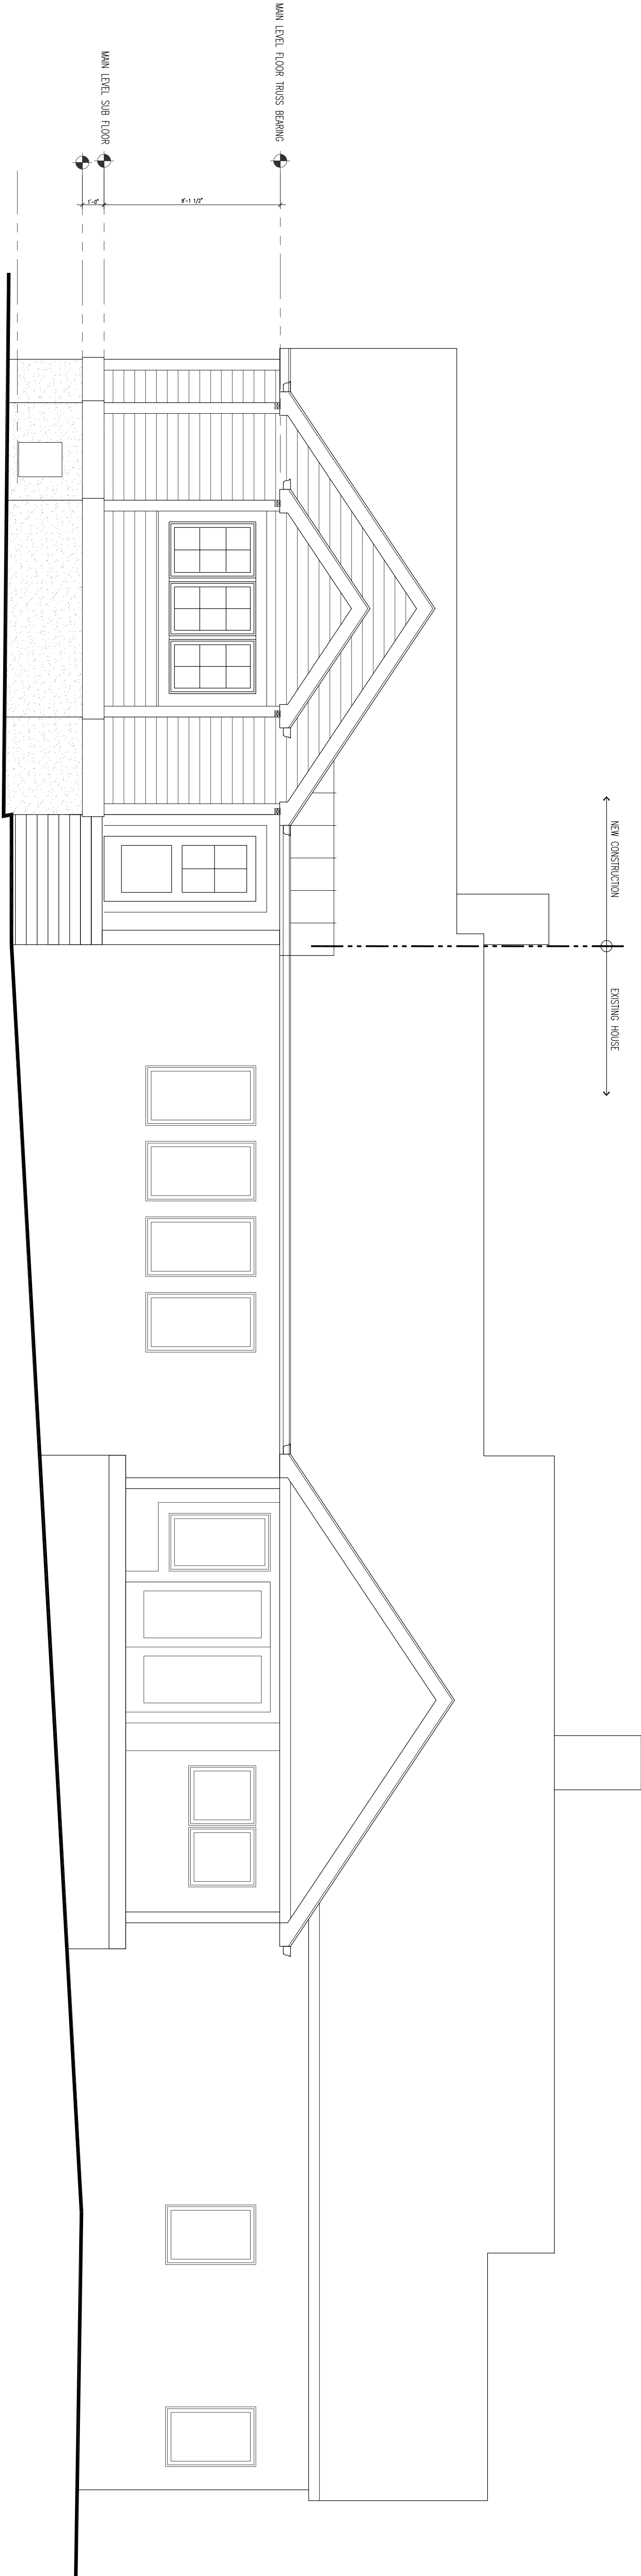 MAIN LEVEL FLOOR TRUSS BEARING
MAIN LEVEL SUB FLOOR
8'-1 1/2"
1'-0"
NEW CONSTRUCTION
EXISTING HOUSE